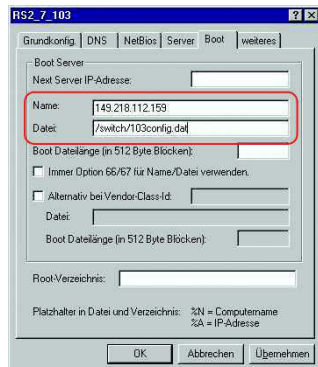 RS2_7_103
Grundkonfig. DNS NetBios Server Boot weiteres
Boot Server
Next Server IP-Adresse:
Name: 149.218.112.159
Datei: /switch/103config.dat
Boot Dateilänge (in 512 Byte Blöcken):
Immer Option 66/67 für Name/Datei verwenden.
Alternativ bei Vendor-Class-Id:
Datei:
Boot Dateilänge (in 512 Byte Blöcken):
Root-Verzeichnis:
Platzhalter in Datei und Verzeichnis: %N = Computername
%A = IP-Adresse
OK Abbrechen Übernehmen